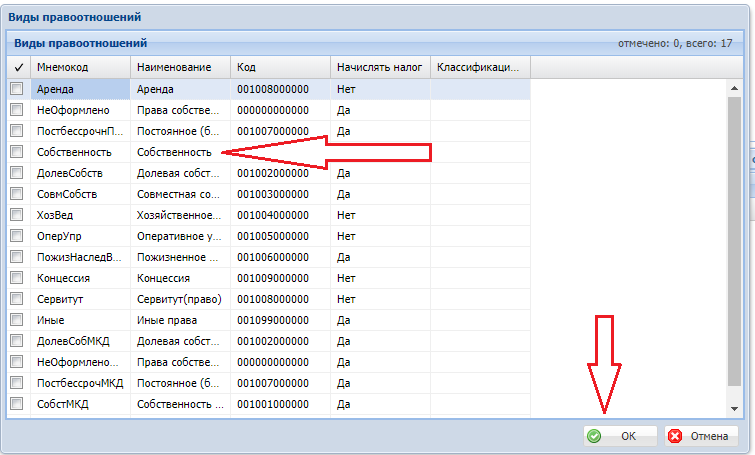 Виды правоотношений
Виды правоотношений отмечено: 0, всего: 17
Мнемокод Наименование Код Начислять налог Классификаци...
Аренда Аренда 001008000000 Нет
НеОформлено Права собстве... 000000000000 Да
ПостбессрочнП... Постоянное (б... 001007000000 Да
Собственность Собственность
ДолевСобств Долевая собст... 001002000000 Да
СовмСобств Совместная со... 001003000000 Да
ХозВед Хозяйственное... 001004000000 Нет
ОперУпр Оперативное у... 001005000000 Нет
ПожизНаследВ... Пожизненное ... 001006000000 Да
Концессия Концессия 001009000000 Нет
Сервитут Сервитут(право) 001008000000 Нет
Иные Иные права 001099000000 Да
ДолевСобМКД Долевая собст... 001002000000 Да
НеОформлено... Права собстве... 000000000000 Да
ПостбессрочМКД Постоянное (б... 001007000000 Да
СобстМКД Собственность ... 001001000000 Да
ОК Отмена